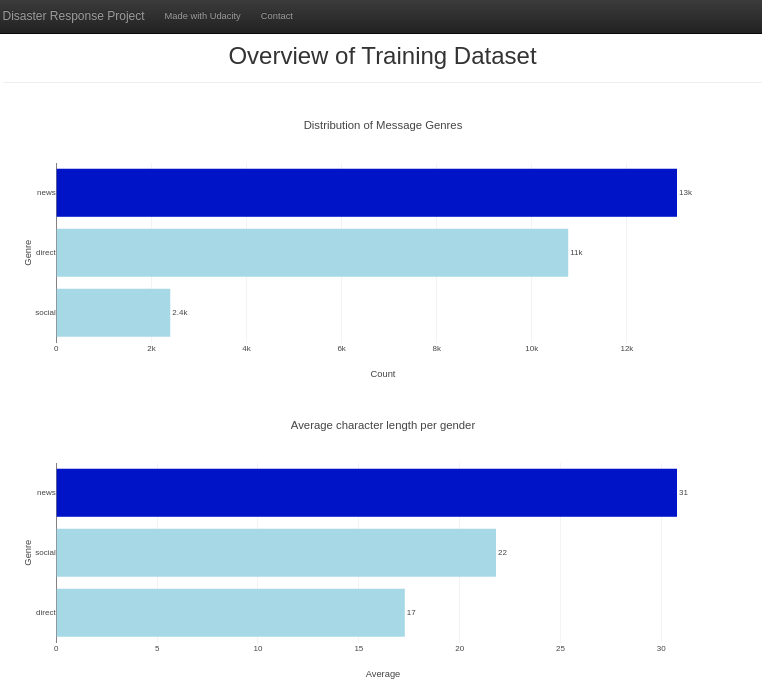 Disaster Response Project Made with Udacity Contact
Overview of Training Dataset
Distribution of Message Genres
Genre
news 13k
direct 11k
social 2.4k
0 2k 4k 6k 8k 10k 12k
Count
Average character length per gender
Genre
news 31
social 22
direct 17
0 5 10 15 20 25 30
Average